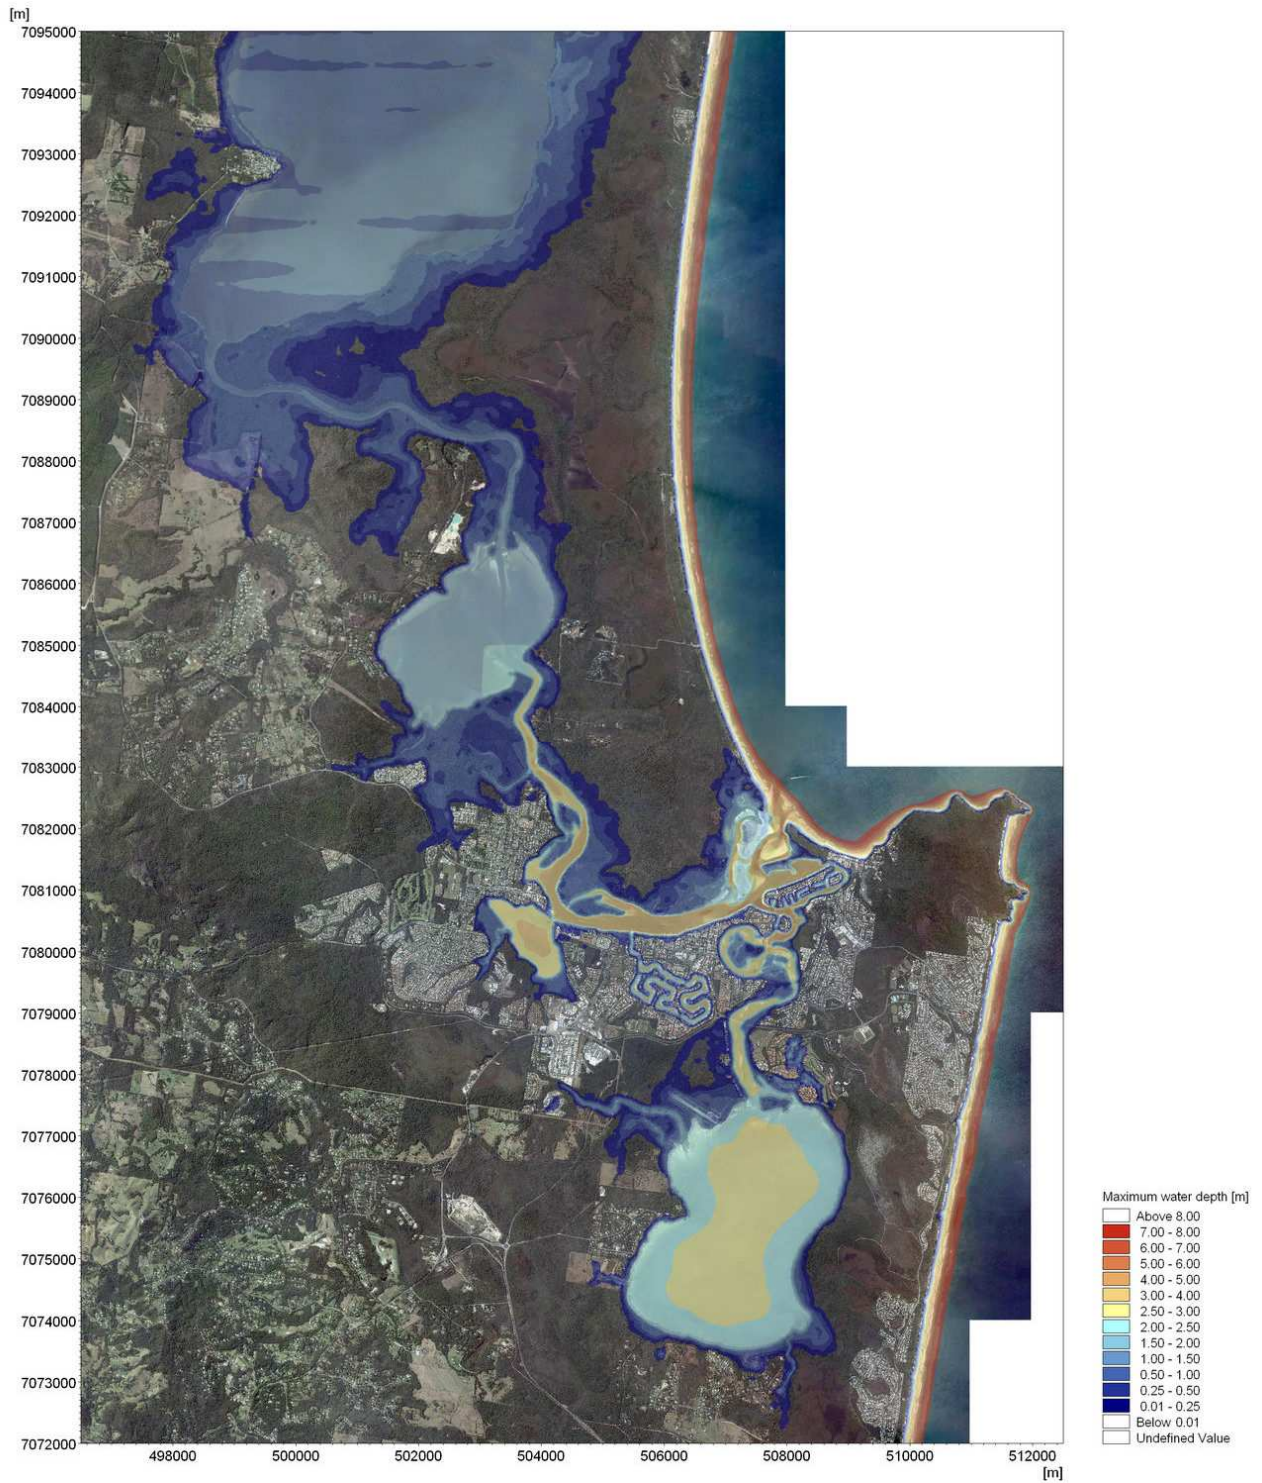 [m]
7095000
7094000
7093000
7092000
7091000
7090000
7089000
7088000
7087000
7086000
7085000
7084000
7083000
7082000
7081000
7080000
7079000
7078000
7077000
7076000
7075000
7074000
7073000
7072000
498000 500000 502000 504000 506000 508000 510000 512000
[m]
Maximum water depth [m]
Above 8.00
7.00 - 8.00
6.00 - 7.00
5.00 - 6.00
4.00 - 5.00
3.00 - 4.00
2.50 - 3.00
2.00 - 2.50
1.50 - 2.00
1.00 - 1.50
0.50 - 1.00
0.25 - 0.50
0.01 - 0.25
Below 0.01
Undefined Value